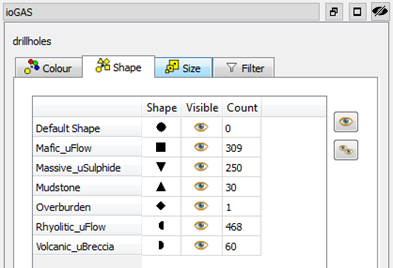 ioGAS
drillholes
Colour Shape Size Filter
Shape Visible Count
Default Shape 0
Mafic_uFlow 309
Massive_uSulphide 250
Mudstone 30
Overburden 1
Rhyolitic_uFlow 468
Volcanic_uBreccia 60